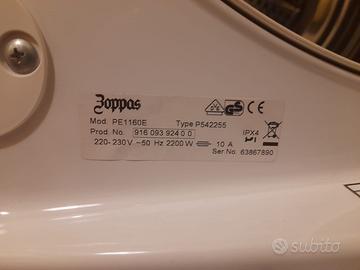 Zoppas
Mod. PE1160E Type P542255
Prod. No. 916 093 924 0 0 IPX4
220-230V ~50 Hz 2200 W 10 A
Ser No. 63867890
subito